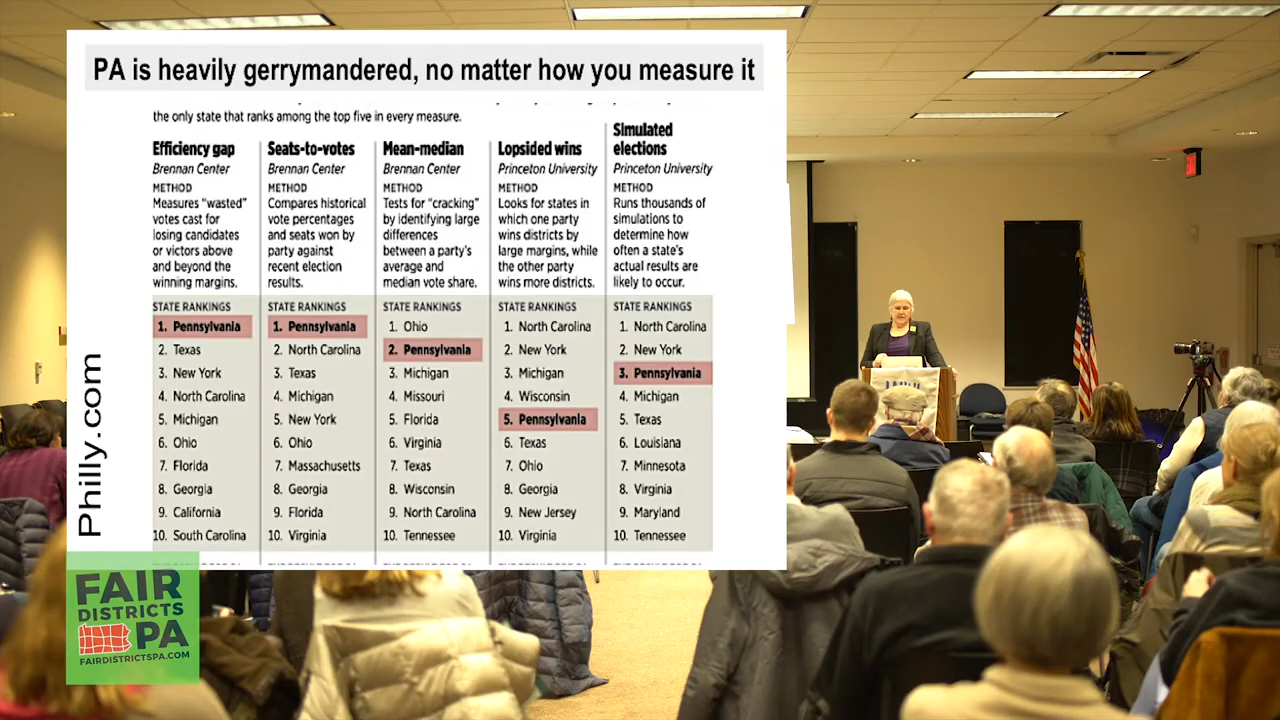 PA is heavily gerrymandered, no matter how you measure it
the only state that ranks among the top five in every measure.
Efficiency gap
Brennan Center
METHOD
Measures “wasted”
votes cast for
losing candidates
or victors above
and beyond the
winning margins.
STATE RANKINGS
1. Pennsylvania
2. Texas
3. New York
4. North Carolina
5. Michigan
6. Ohio
7. Florida
8. Georgia
9. California
10. South Carolina
Seats-to-votes
Brennan Center
METHOD
Compares historical
vote percentages
and seats won by
party against
recent election
results.
STATE RANKINGS
1. Pennsylvania
2. North Carolina
3. Texas
4. Michigan
5. New York
6. Ohio
7. Massachusetts
8. Georgia
9. Florida
10. Virginia
Mean-median
Brennan Center
METHOD
Tests for “cracking”
by identifying large
differences
between a party's
average and
median vote share.
STATE RANKINGS
1. Ohio
2. Pennsylvania
3. Michigan
4. Missouri
5. Florida
6. Virginia
7. Texas
8. Wisconsin
9. North Carolina
10. Tennessee
Lopsided wins
Princeton University
METHOD
Looks for states in
which one party
wins districts by
large margins, while
the other party
wins more districts.
STATE RANKINGS
1. North Carolina
2. New York
3. Michigan
4. Wisconsin
5. Pennsylvania
6. Texas
7. Ohio
8. Georgia
9. New Jersey
10. Virginia
Simulated
elections
Princeton University
METHOD
Runs thousands of
simulations to
determine how
often a state's
actual results are
likely to occur.
STATE RANKINGS
1. North Carolina
2. New York
3. Pennsylvania
4. Michigan
5. Texas
6. Louisiana
7. Minnesota
8. Virginia
9. Maryland
10. Tennessee
Philly.com
FAIR
DISTRICTS
PA
FAIRDISTRICTSPA.COM